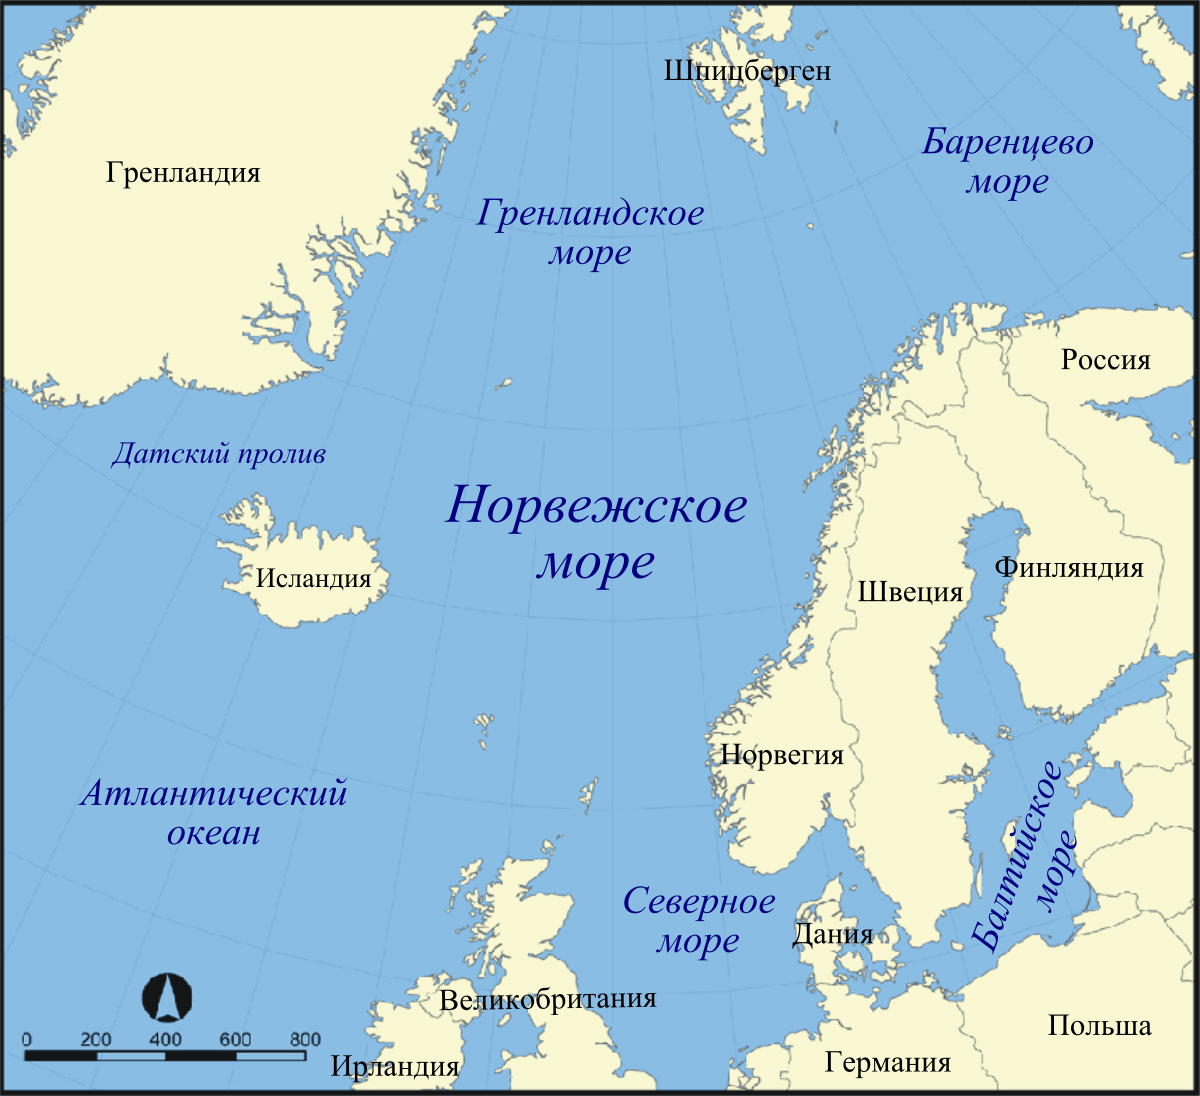 Шпицберген
Баренцево
море
Гренландия
Гренландское
море
Россия
Датский пролив
Норвежское
море
Исландия
Финляндия
Швеция
Норвегия
Атлантический
океан
Балтийское
море
Северное
море
Дания
Великобритания
Польша
0 200 400 600 800
Ирландия
Германия